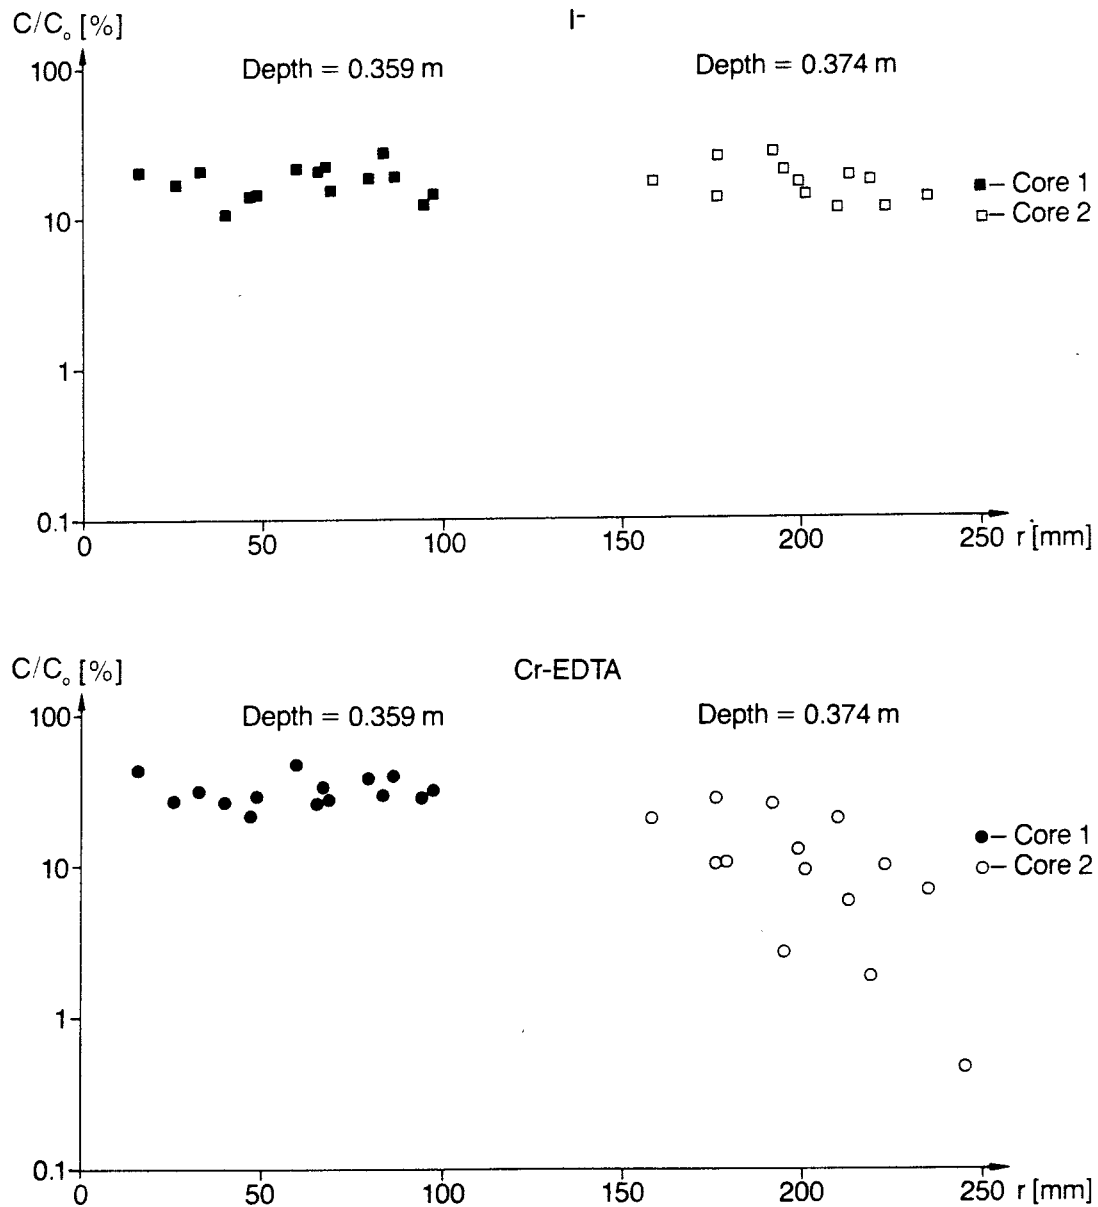 C/C₀ [%]
I⁻
Depth = 0.359 m
Depth = 0.374 m
100
10
1
0.1
Core 1
Core 2
0
50
100
150
200
250
r [mm]
C/C₀ [%]
Cr-EDTA
Depth = 0.359 m
Depth = 0.374 m
100
10
1
0.1
Core 1
Core 2
0
50
100
150
200
250
r [mm]